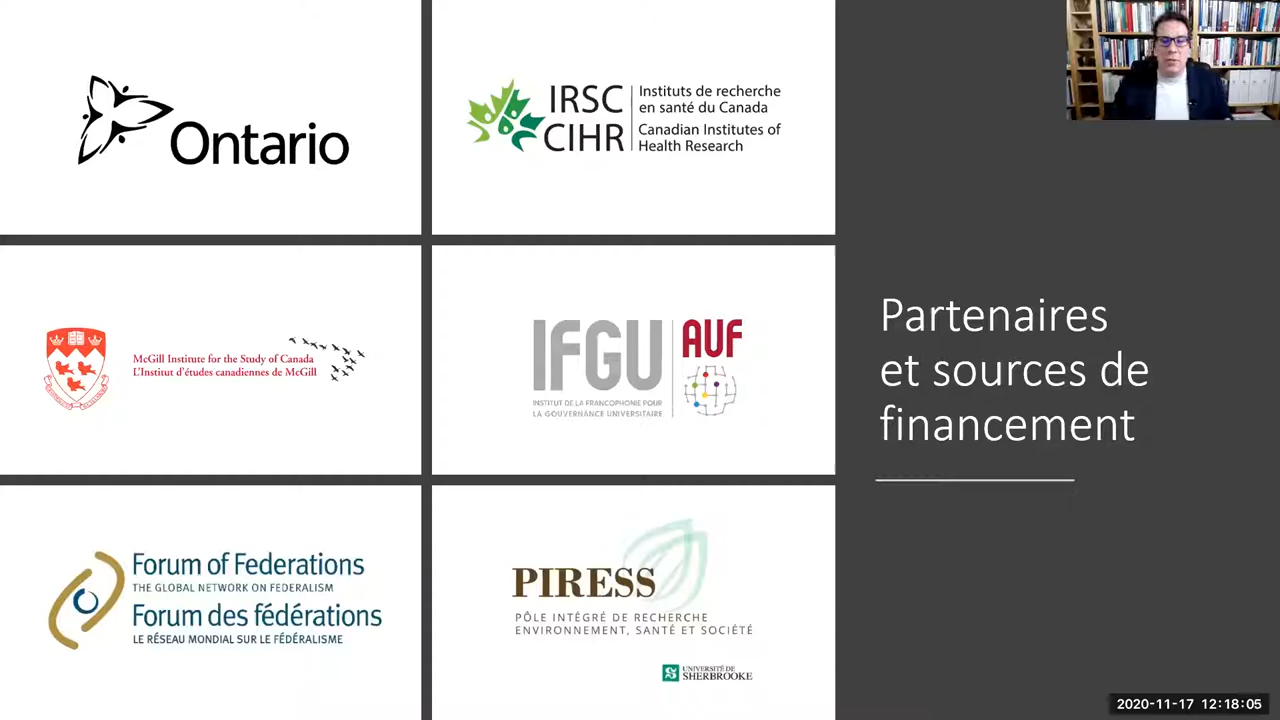 Ontario
IRSC
CIHR
Instituts de recherche
en santé du Canada
Canadian Institutes of
Health Research
McGill Institute for the Study of Canada
L'Institut d'études canadiennes de McGill
IFGU
INSTITUT DE LA FRANCOPHONIE POUR
LA GOUVERNANCE UNIVERSITAIRE
AUF
Forum of Federations
THE GLOBAL NETWORK ON FEDERALISM
Forum des fédérations
LE RÉSEAU MONDIAL SUR LE FÉDÉRALISME
PIRESS
PÔLE INTÉGRÉ DE RECHERCHE
ENVIRONNEMENT, SANTÉ ET SOCIÉTÉ
UNIVERSITÉ DE
SHERBROOKE
Partenaires
et sources de
financement
2020-11-17 12:18:05